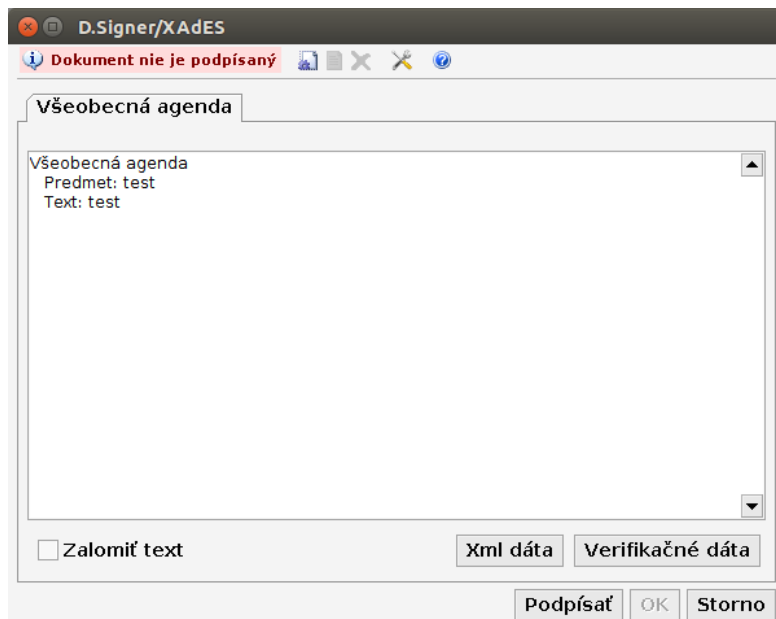 D.Signer/XAdES
Dokument nie je podpísaný
Všeobecná agenda
Všeobecná agenda
Predmet: test
Text: test
Zalomiť text
Xml dáta
Verifikačné dáta
Podpísať
OK
Storno